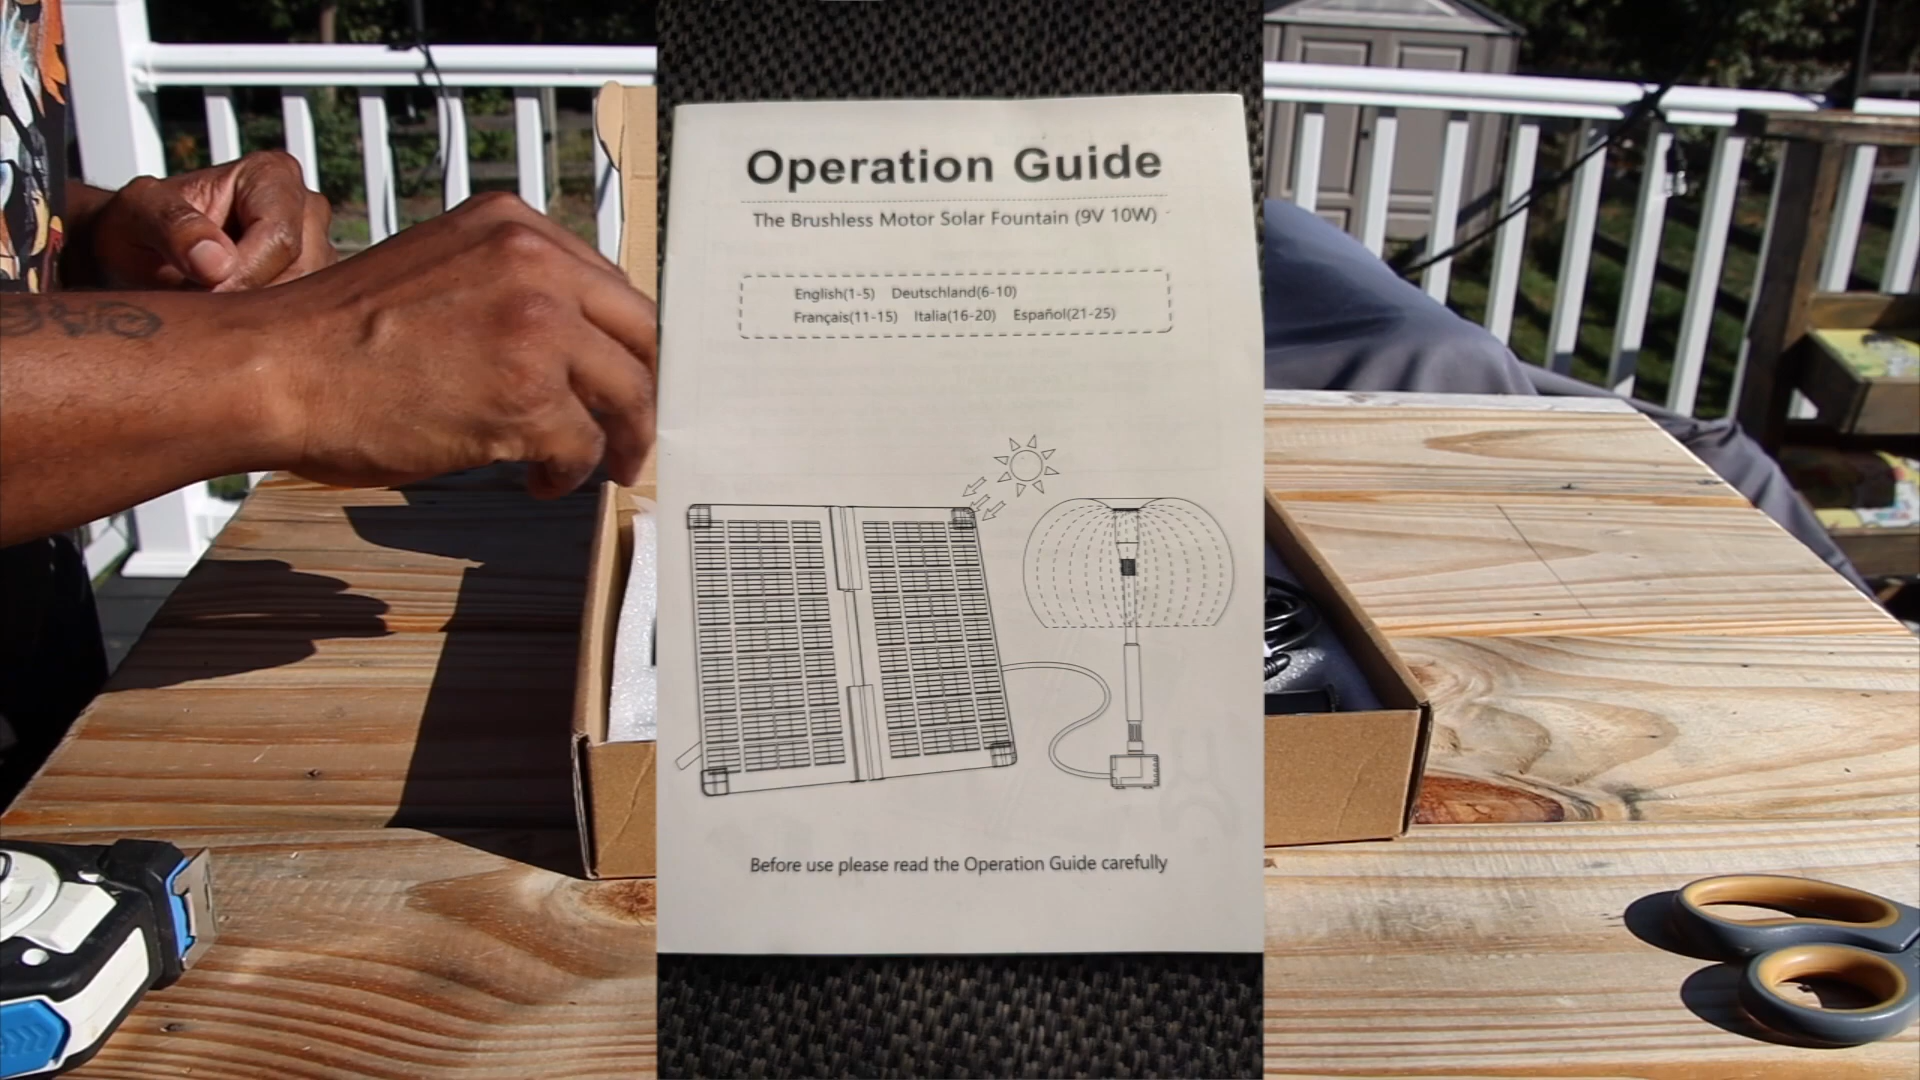 Operation Guide
The Brushless Motor Solar Fountain (9V 10W)
English(1-5) Deutschland(6-10)
Français(11-15) Italia(16-20) Español(21-25)
Before use please read the Operation Guide carefully